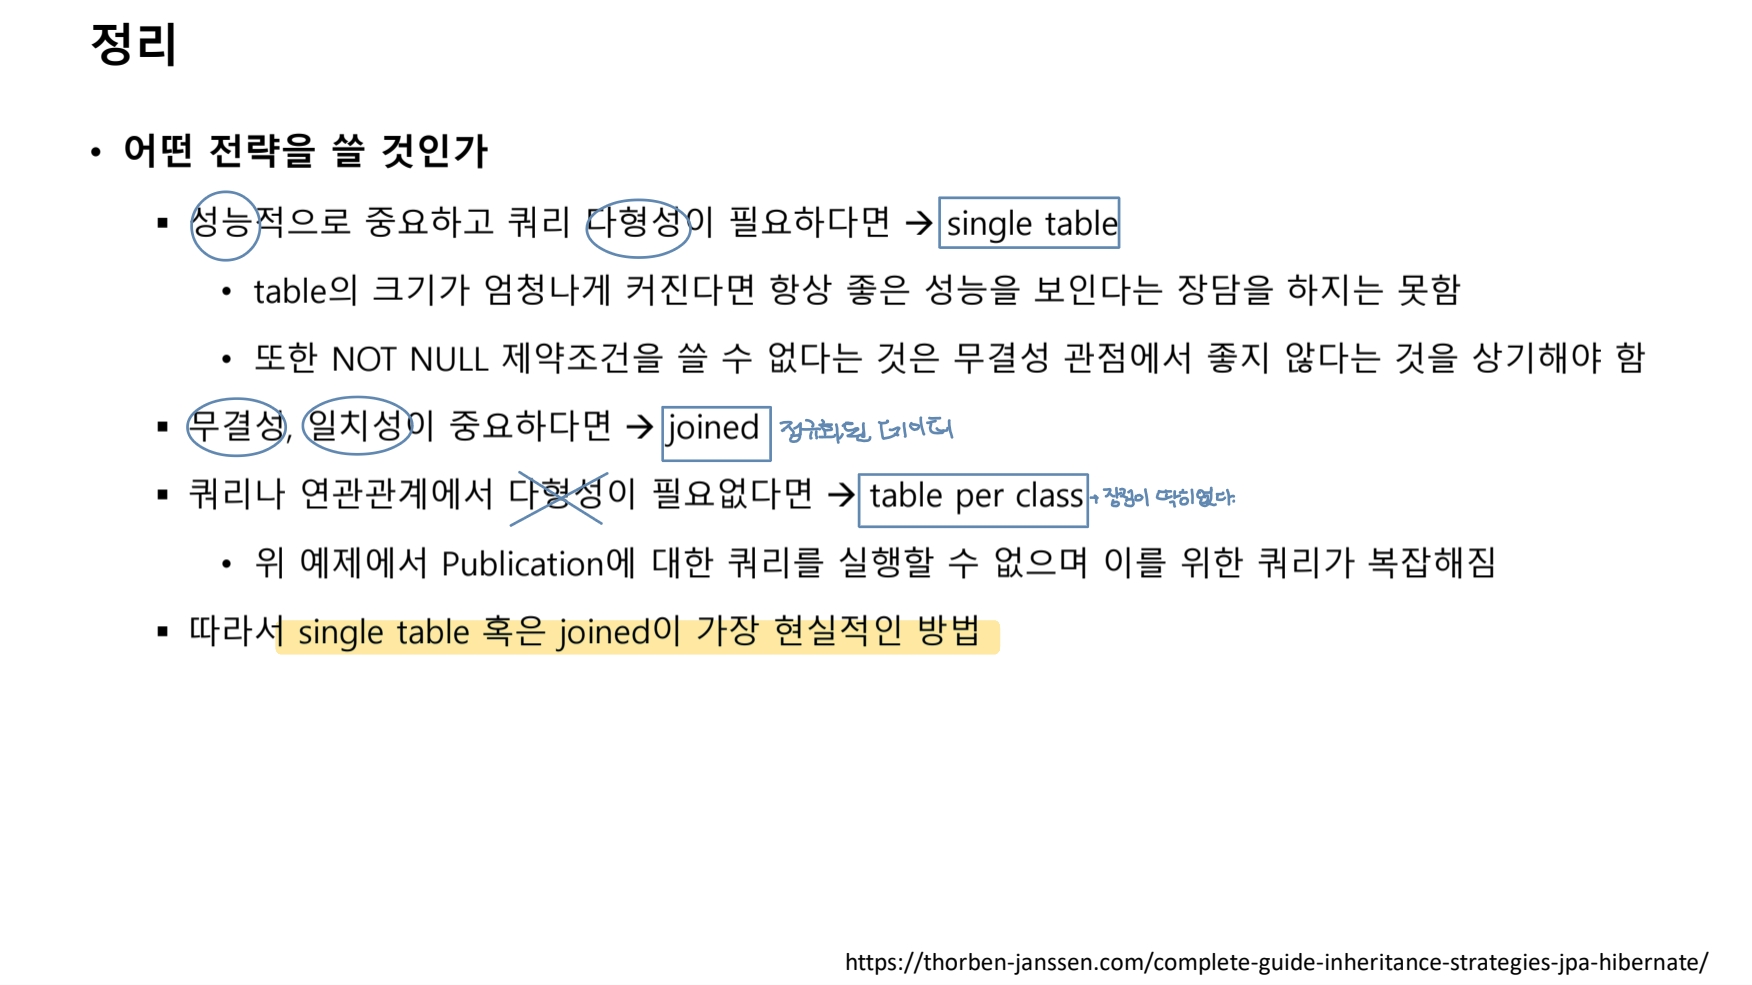 정리
• 어떤 전략을 쓸 것인가
▪ 성능적으로 중요하고 쿼리 다형성이 필요하다면 → single table
• table의 크기가 엄청나게 커진다면 항상 좋은 성능을 보인다는 장담을 하지는 못함
• 또한 NOT NULL 제약조건을 쓸 수 없다는 것은 무결성 관점에서 좋지 않다는 것을 상기해야 함
▪ 무결성, 일치성이 중요하다면 → joined 정규화된 데이터
▪ 쿼리나 연관관계에서 다형성이 필요없다면 → table per class → 장점이 딱히없다.
• 위 예제에서 Publication에 대한 쿼리를 실행할 수 없으며 이를 위한 쿼리가 복잡해짐
▪ 따라서 single table 혹은 joined이 가장 현실적인 방법
https://thorben-janssen.com/complete-guide-inheritance-strategies-jpa-hibernate/